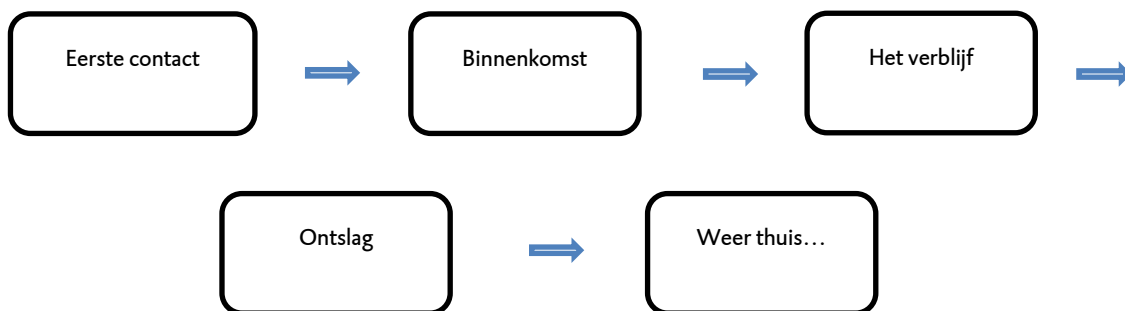 Eerste contact
Binnenkomst
Het verblijf
Ontslag
Weer thuis…